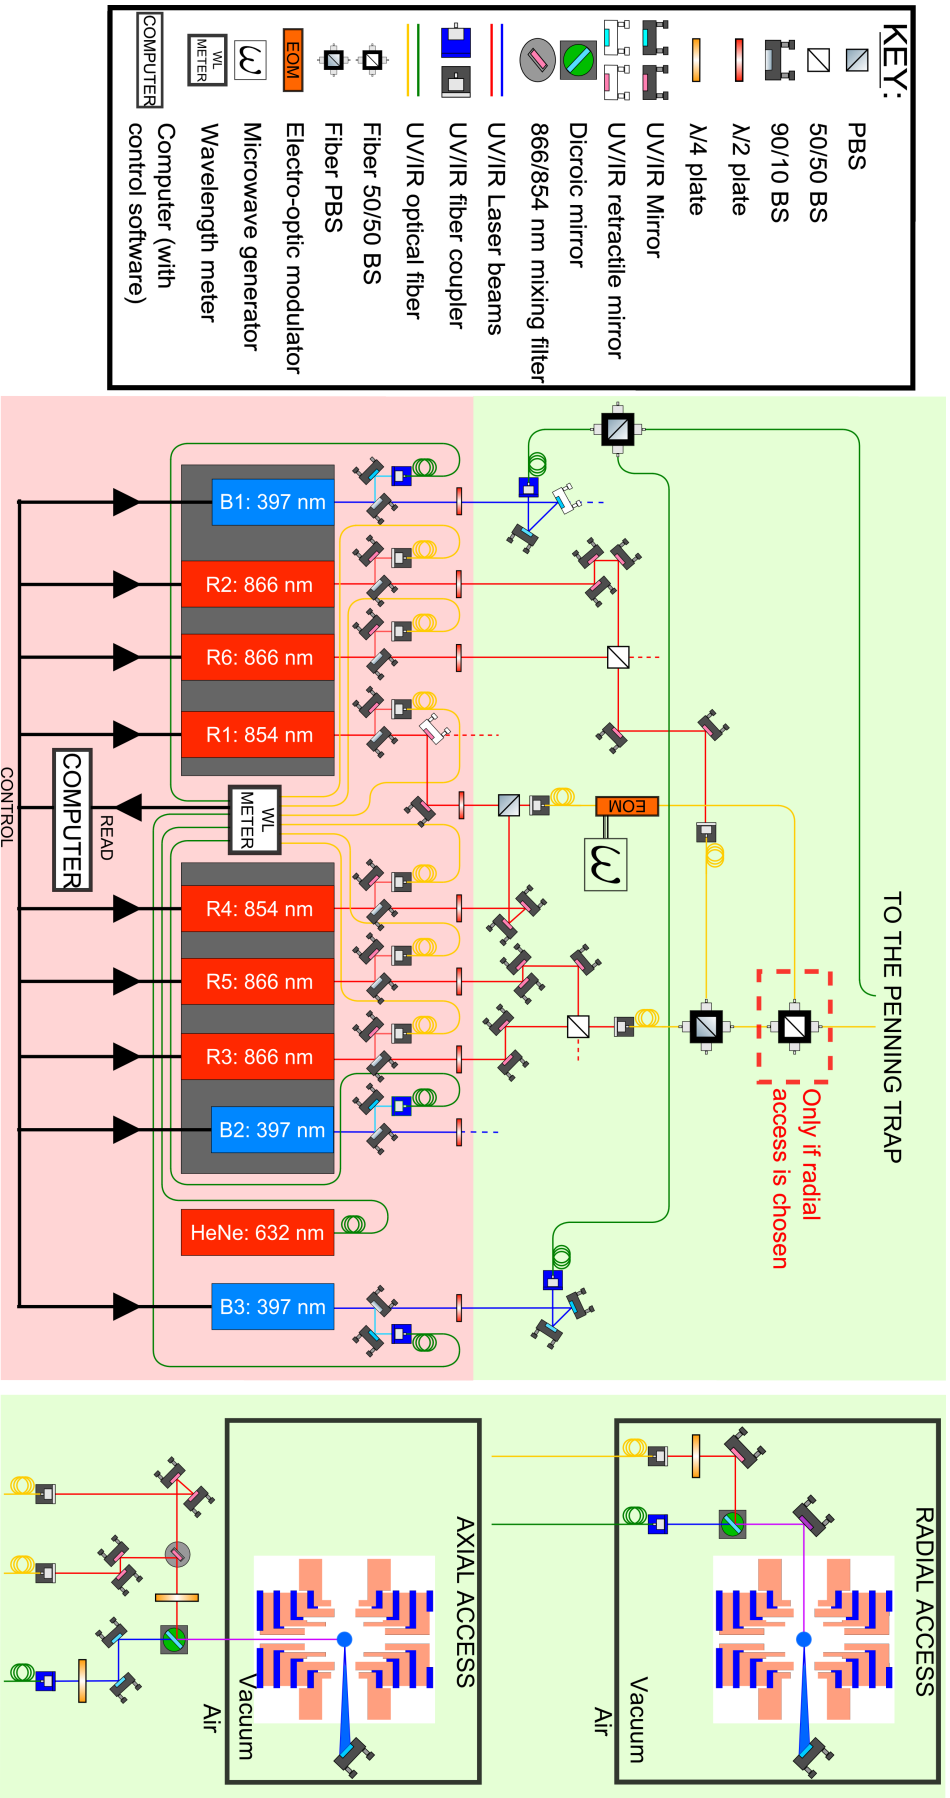 KEY:
PBS
50/50 BS
90/10 BS
λ/2 plate
λ/4 plate
UV/IR Mirror
UV/IR retractile mirror
Dicroic mirror
866/854 nm mixing filter
UV/IR Laser beams
UV/IR fiber coupler
UV/IR optical fiber
Fiber 50/50 BS
Fiber PBS
EOM
Electro-optic modulator
ω
Microwave generator
WL
METER
Wavelength meter
COMPUTER
Computer (with
control software)
TO THE PENNING TRAP
Only if radial
access is chosen
EOM
ω
B1: 397 nm
R2: 866 nm
R6: 866 nm
R1: 854 nm
WL
METER
R4: 854 nm
R5: 866 nm
R3: 866 nm
B2: 397 nm
HeNe: 632 nm
B3: 397 nm
READ
COMPUTER
CONTROL
RADIAL ACCESS
Vacuum
Air
AXIAL ACCESS
Vacuum
Air